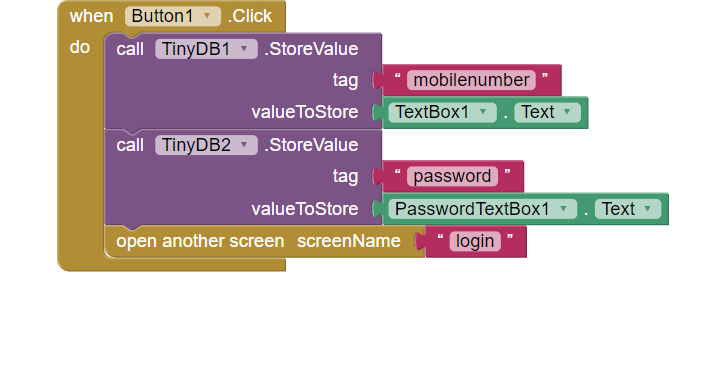 when Button1 .Click
do call TinyDB1 .StoreValue
tag " mobilenumber "
valueToStore TextBox1 . Text
call TinyDB2 .StoreValue
tag " password "
valueToStore PasswordTextBox1 . Text
open another screen screenName " login "